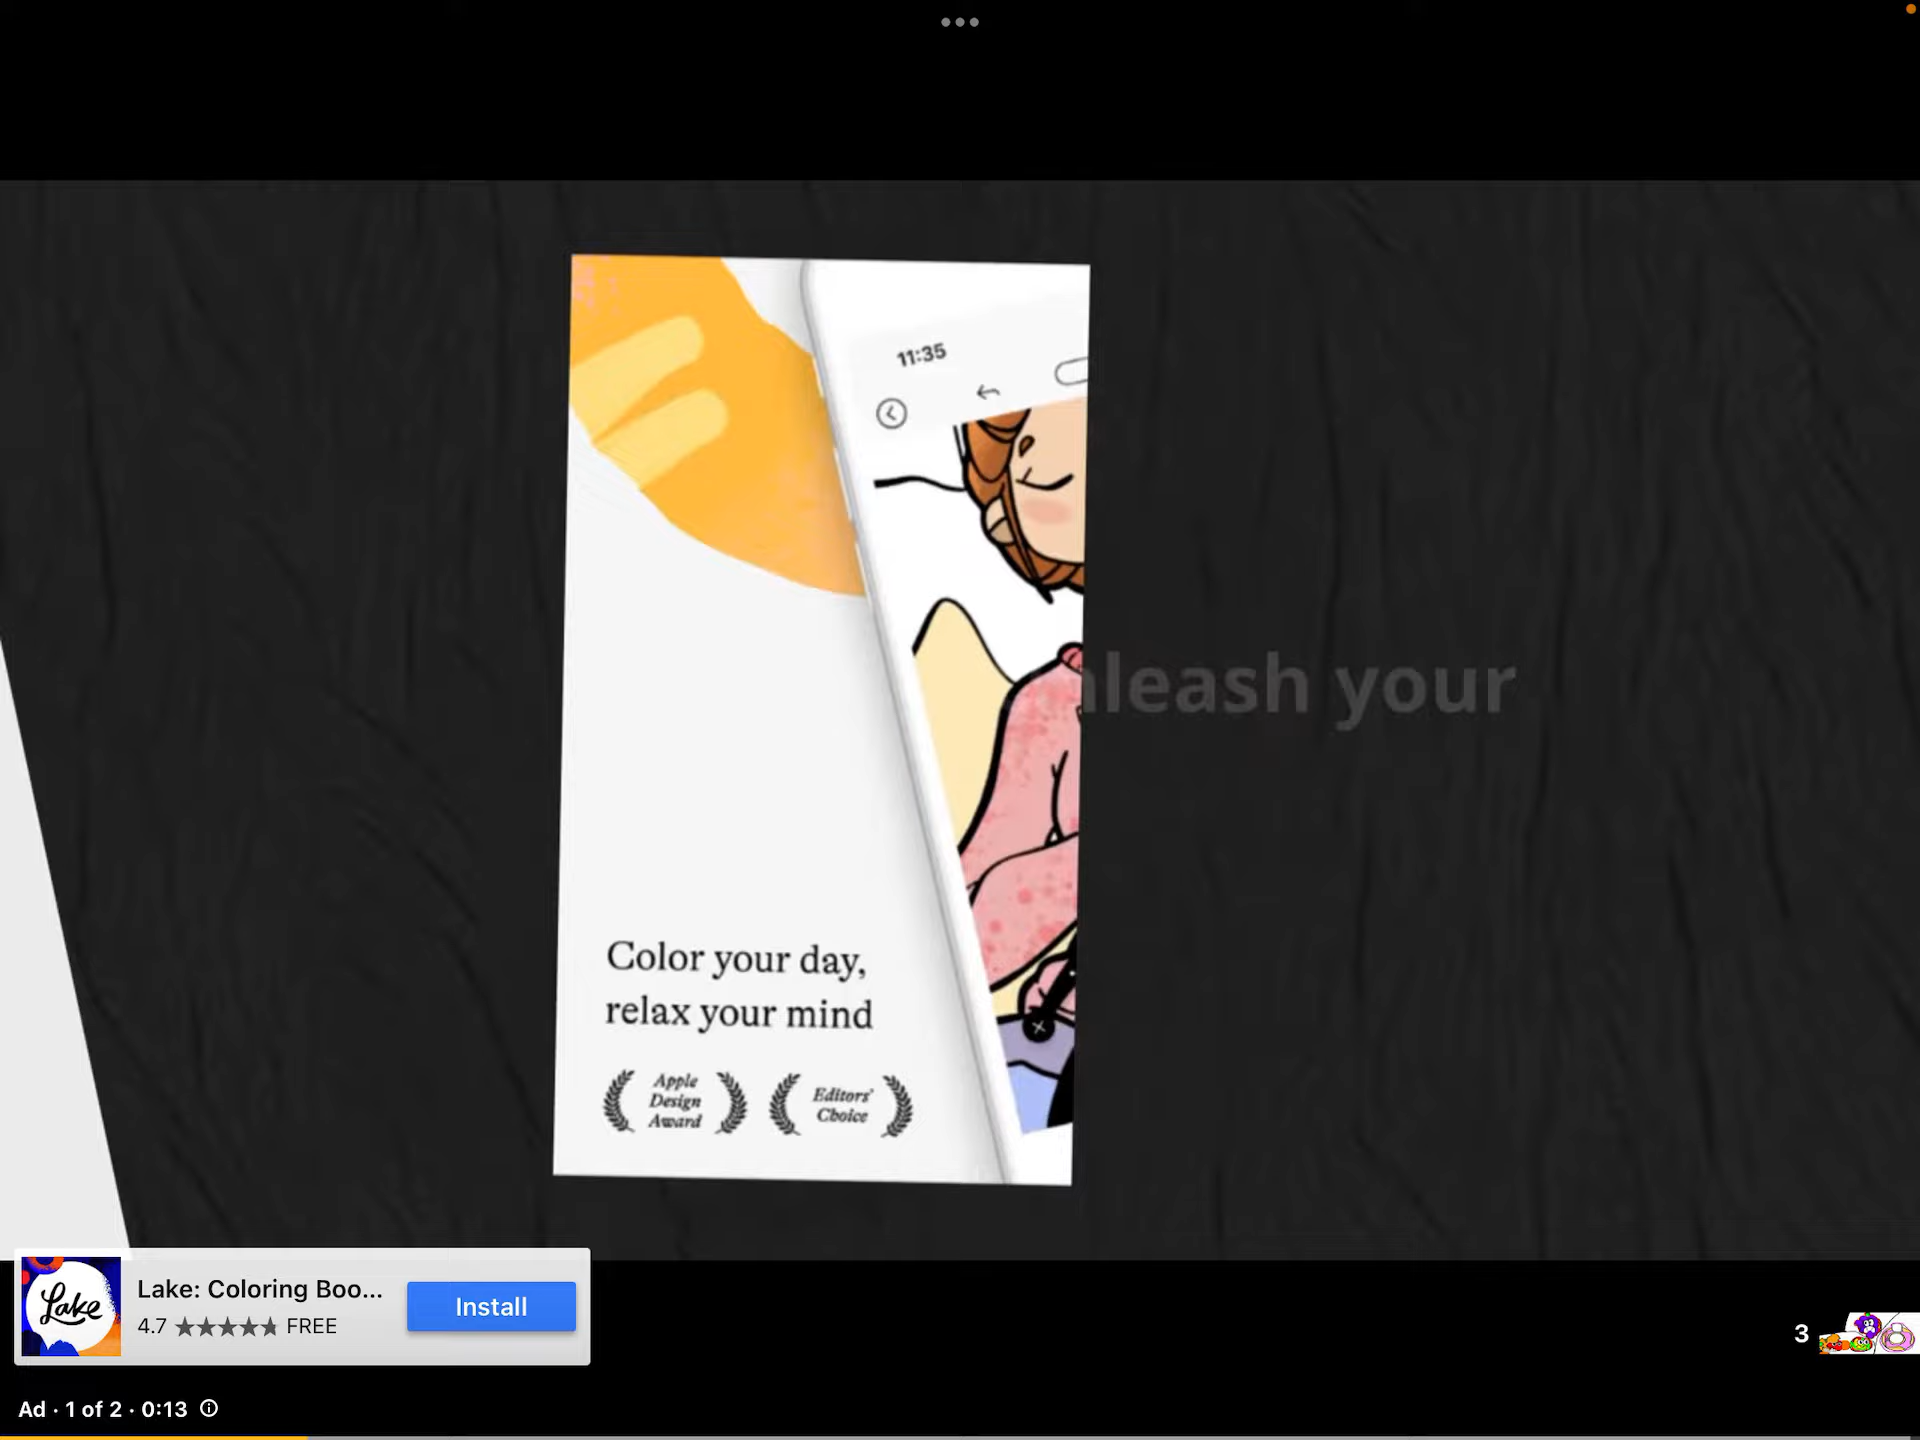 11:35
leash your
Color your day,
relax your mind
Apple
Design
Award
Editors'
Choice
Lake
Lake: Coloring Boo...
4.7 FREE
Install
3
Ad · 1 of 2 · 0:13